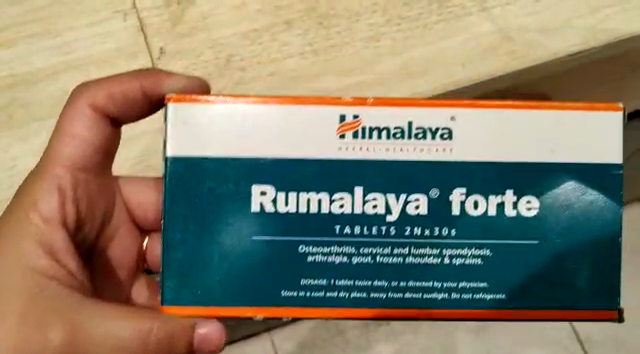 Himalaya®
HERBAL HEALTHCARE
Rumalaya® forte
TABLETS 2Nx30s
Osteoarthritis, cervical and lumbar spondylosis,
arthralgia, gout, frozen shoulder & sprains.
DOSAGE: 1 tablet twice daily, or as directed by your physician.
Store in a cool and dry place, away from direct sunlight. Do not refrigerate.